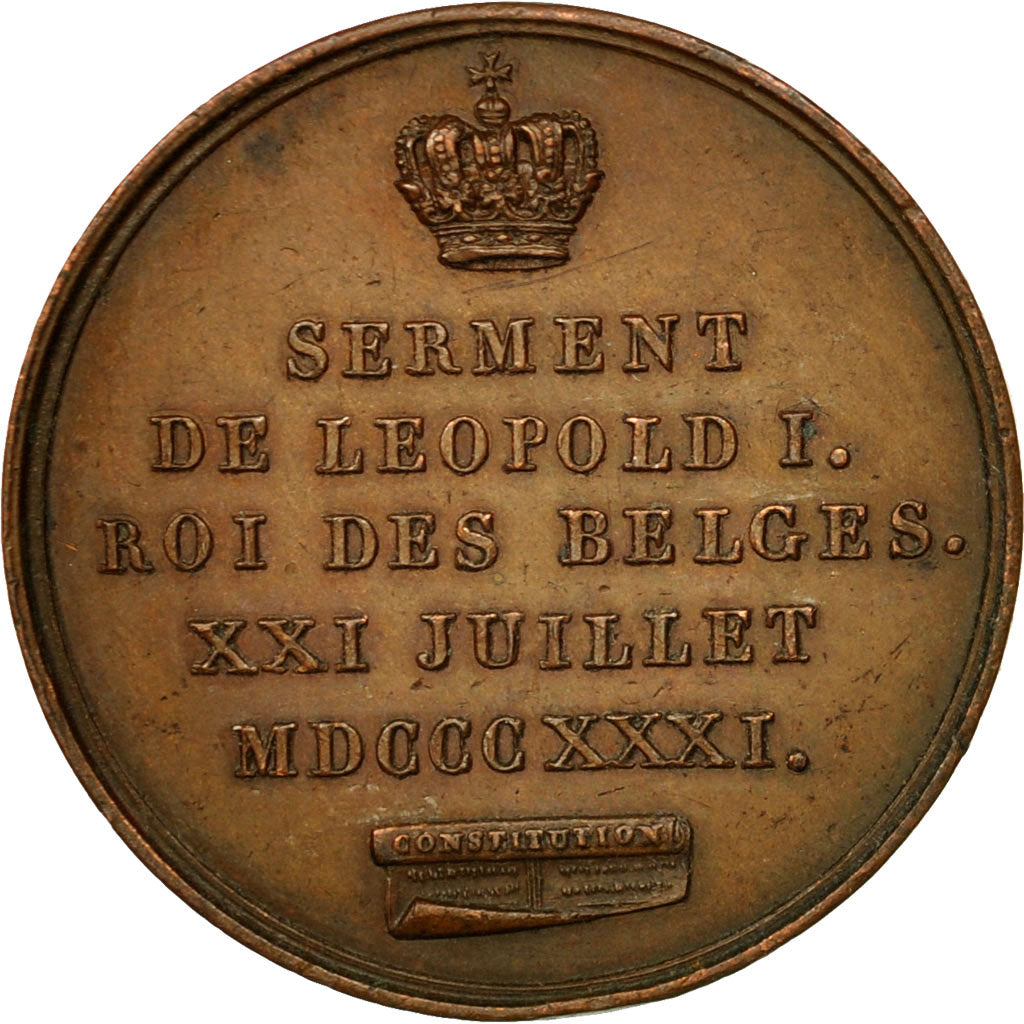 SERMENT
DE LEOPOLD I.
ROI DES BELGES.
XXI JUILLET
MDCCCXXXI.
CONSTITUTION